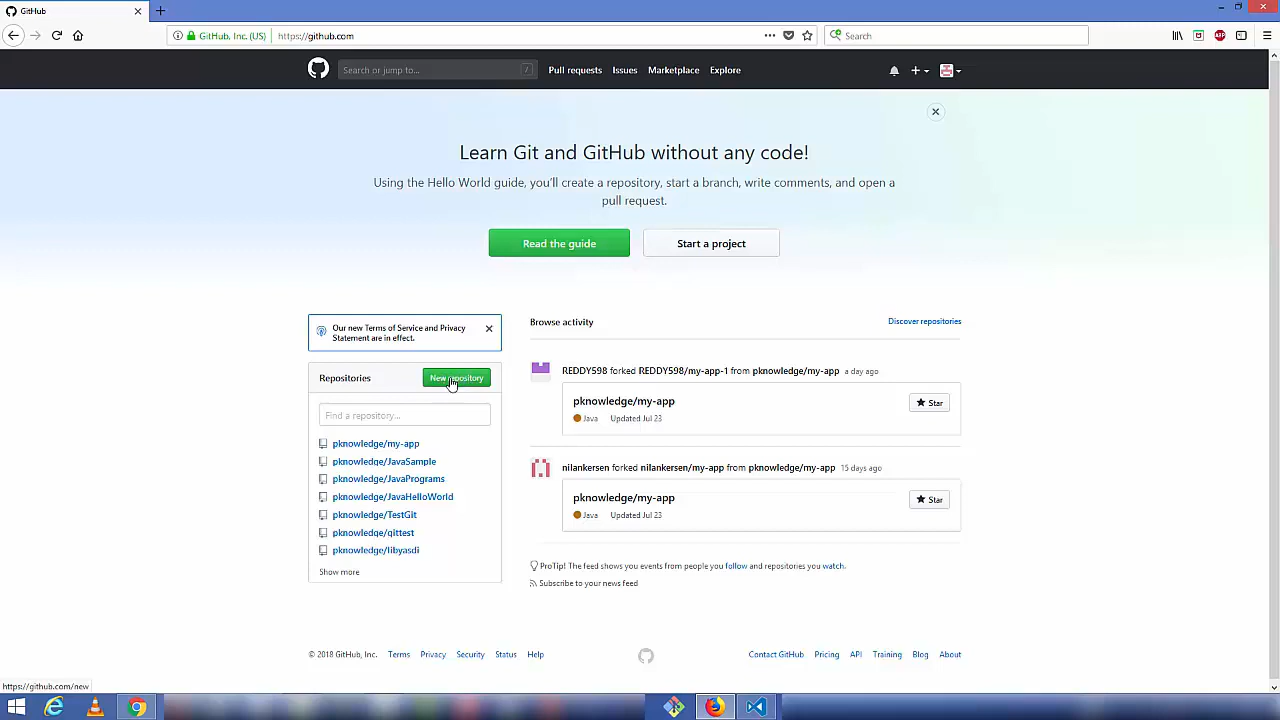 GitHub
GitHub, Inc. (US)
https://github.com
Search
Search or jump to...
/
Pull requests
Issues
Marketplace
Explore
Learn Git and GitHub without any code!
Using the Hello World guide, you'll create a repository, start a branch, write comments, and open a
pull request.
Read the guide
Start a project
Our new Terms of Service and Privacy
Statement are in effect.
Repositories
New repository
Find a repository...
pknowledge/my-app
pknowledge/JavaSample
pknowledge/JavaPrograms
pknowledge/JavaHelloWorld
pknowledge/TestGit
pknowledge/gittest
pknowledge/libyasdi
Show more
Browse activity
Discover repositories
REDDY598 forked REDDY598/my-app-1 from pknowledge/my-app a day ago
pknowledge/my-app
Star
Java Updated Jul 23
nilankersen forked nilankersen/my-app from pknowledge/my-app 15 days ago
pknowledge/my-app
Star
Java Updated Jul 23
ProTip! The feed shows you events from people you follow and repositories you watch.
Subscribe to your news feed
© 2018 GitHub, Inc.
Terms
Privacy
Security
Status
Help
Contact GitHub
Pricing
API
Training
Blog
About
https://github.com/new